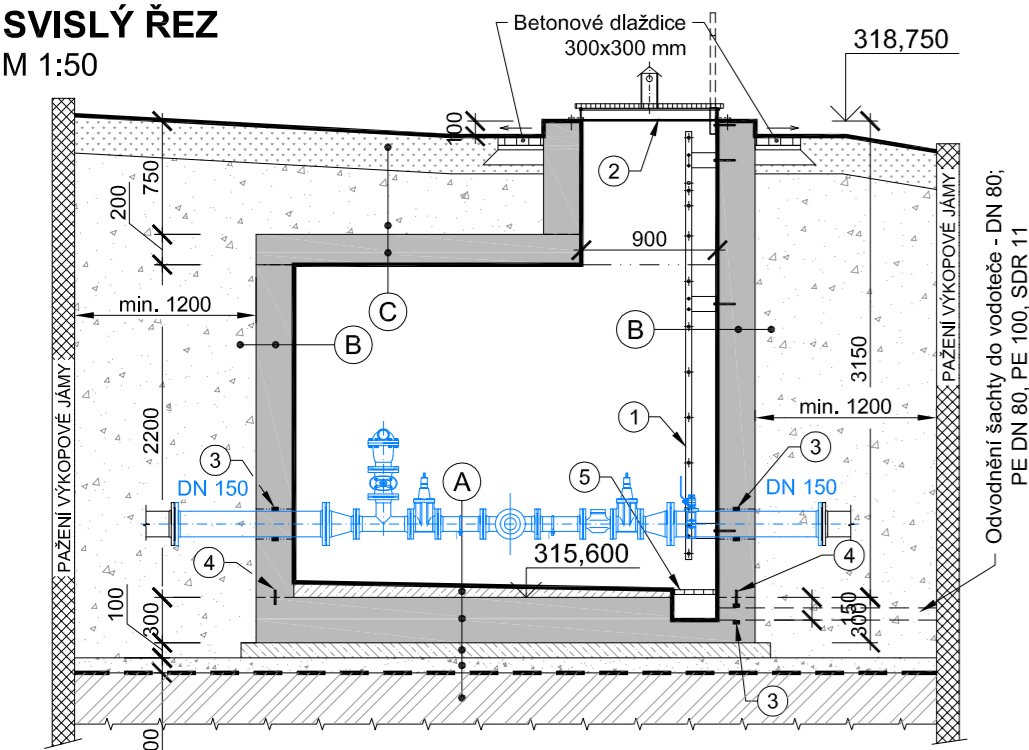 SVISLÝ ŘEZ
M 1:50
Betonové dlaždice
300x300 mm
318,750
100
2
750
200
900
C
min. 1200
B
B
3150
PAŽENÍ VÝKOPOVÉ JÁMY
PAŽENÍ VÝKOPOVÉ JÁMY
Odvodnění šachty do vodoteče - DN 80;
PE DN 80, PE 100, SDR 11
min. 1200
1
2200
3
DN 150
A
5
3
DN 150
315,600
4
4
100
300
150
300
3
00